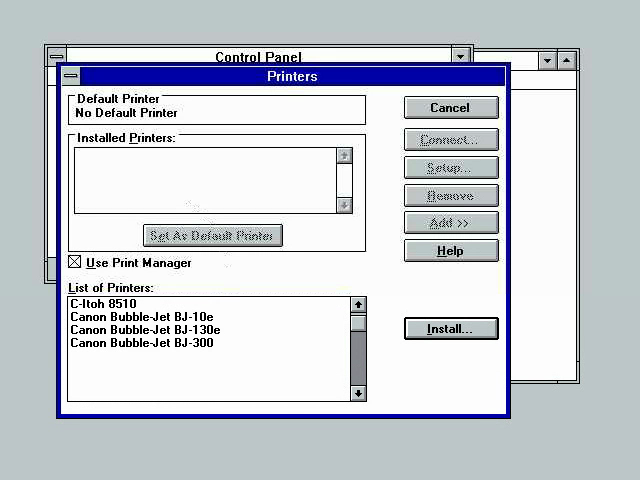 Control Panel
Printers
Default Printer
No Default Printer
Cancel
Installed Printers:
Connect...
Setup...
Remove
Add >>
Set As Default Printer
Help
Use Print Manager
List of Printers:
C-Itoh 8510
Canon Bubble-Jet BJ-10e
Canon Bubble-Jet BJ-130e
Canon Bubble-Jet BJ-300
Install...